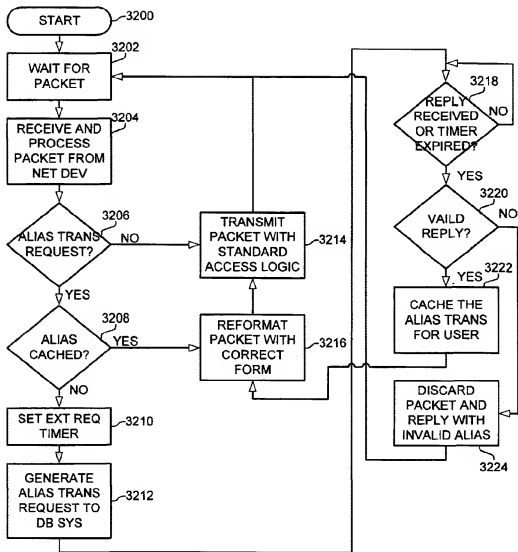 START
3200
3202
WAIT FOR
PACKET
3204
RECEIVE AND
PROCESS
PACKET FROM
NET DEV
3206
ALIAS TRANS
REQUEST?
NO
YES
3208
ALIAS
CACHED?
YES
NO
SET EXT REQ
TIMER
3210
GENERATE
ALIAS TRANS
REQUEST TO
DB SYS
3212
TRANSMIT
PACKET WITH
STANDARD
ACCESS LOGIC
3214
REFORMAT
PACKET WITH
CORRECT
FORM
3216
3218
REPLY
RECEIVED
OR TIMER
EXPIRED?
NO
YES
3220
VAILD
REPLY?
NO
YES
3222
CACHE THE
ALIAS TRANS
FOR USER
DISCARD
PACKET AND
REPLY WITH
INVALID ALIAS
3224